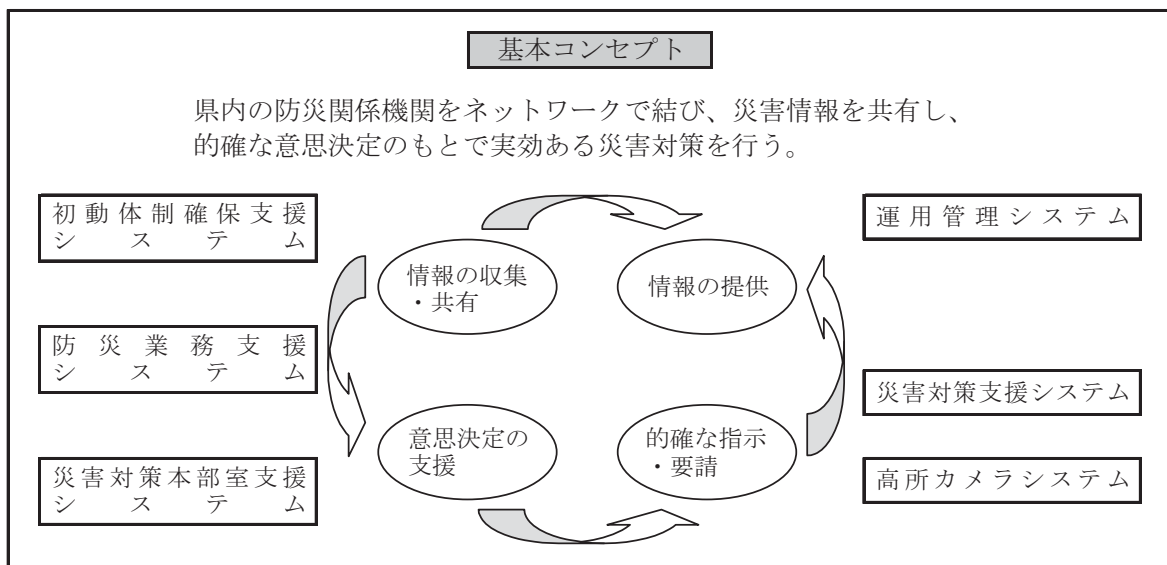 基本コンセプト
県内の防災関係機関をネットワークで結び、災害情報を共有し、
的確な意思決定のもとで実効ある災害対策を行う。
初動体制確保支援
システム
防災業務支援
システム
災害対策本部室支援
システム
情報の収集
・共有
情報の提供
意思決定の
支援
的確な指示
・要請
運用管理システム
災害対策支援システム
高所カメラシステム